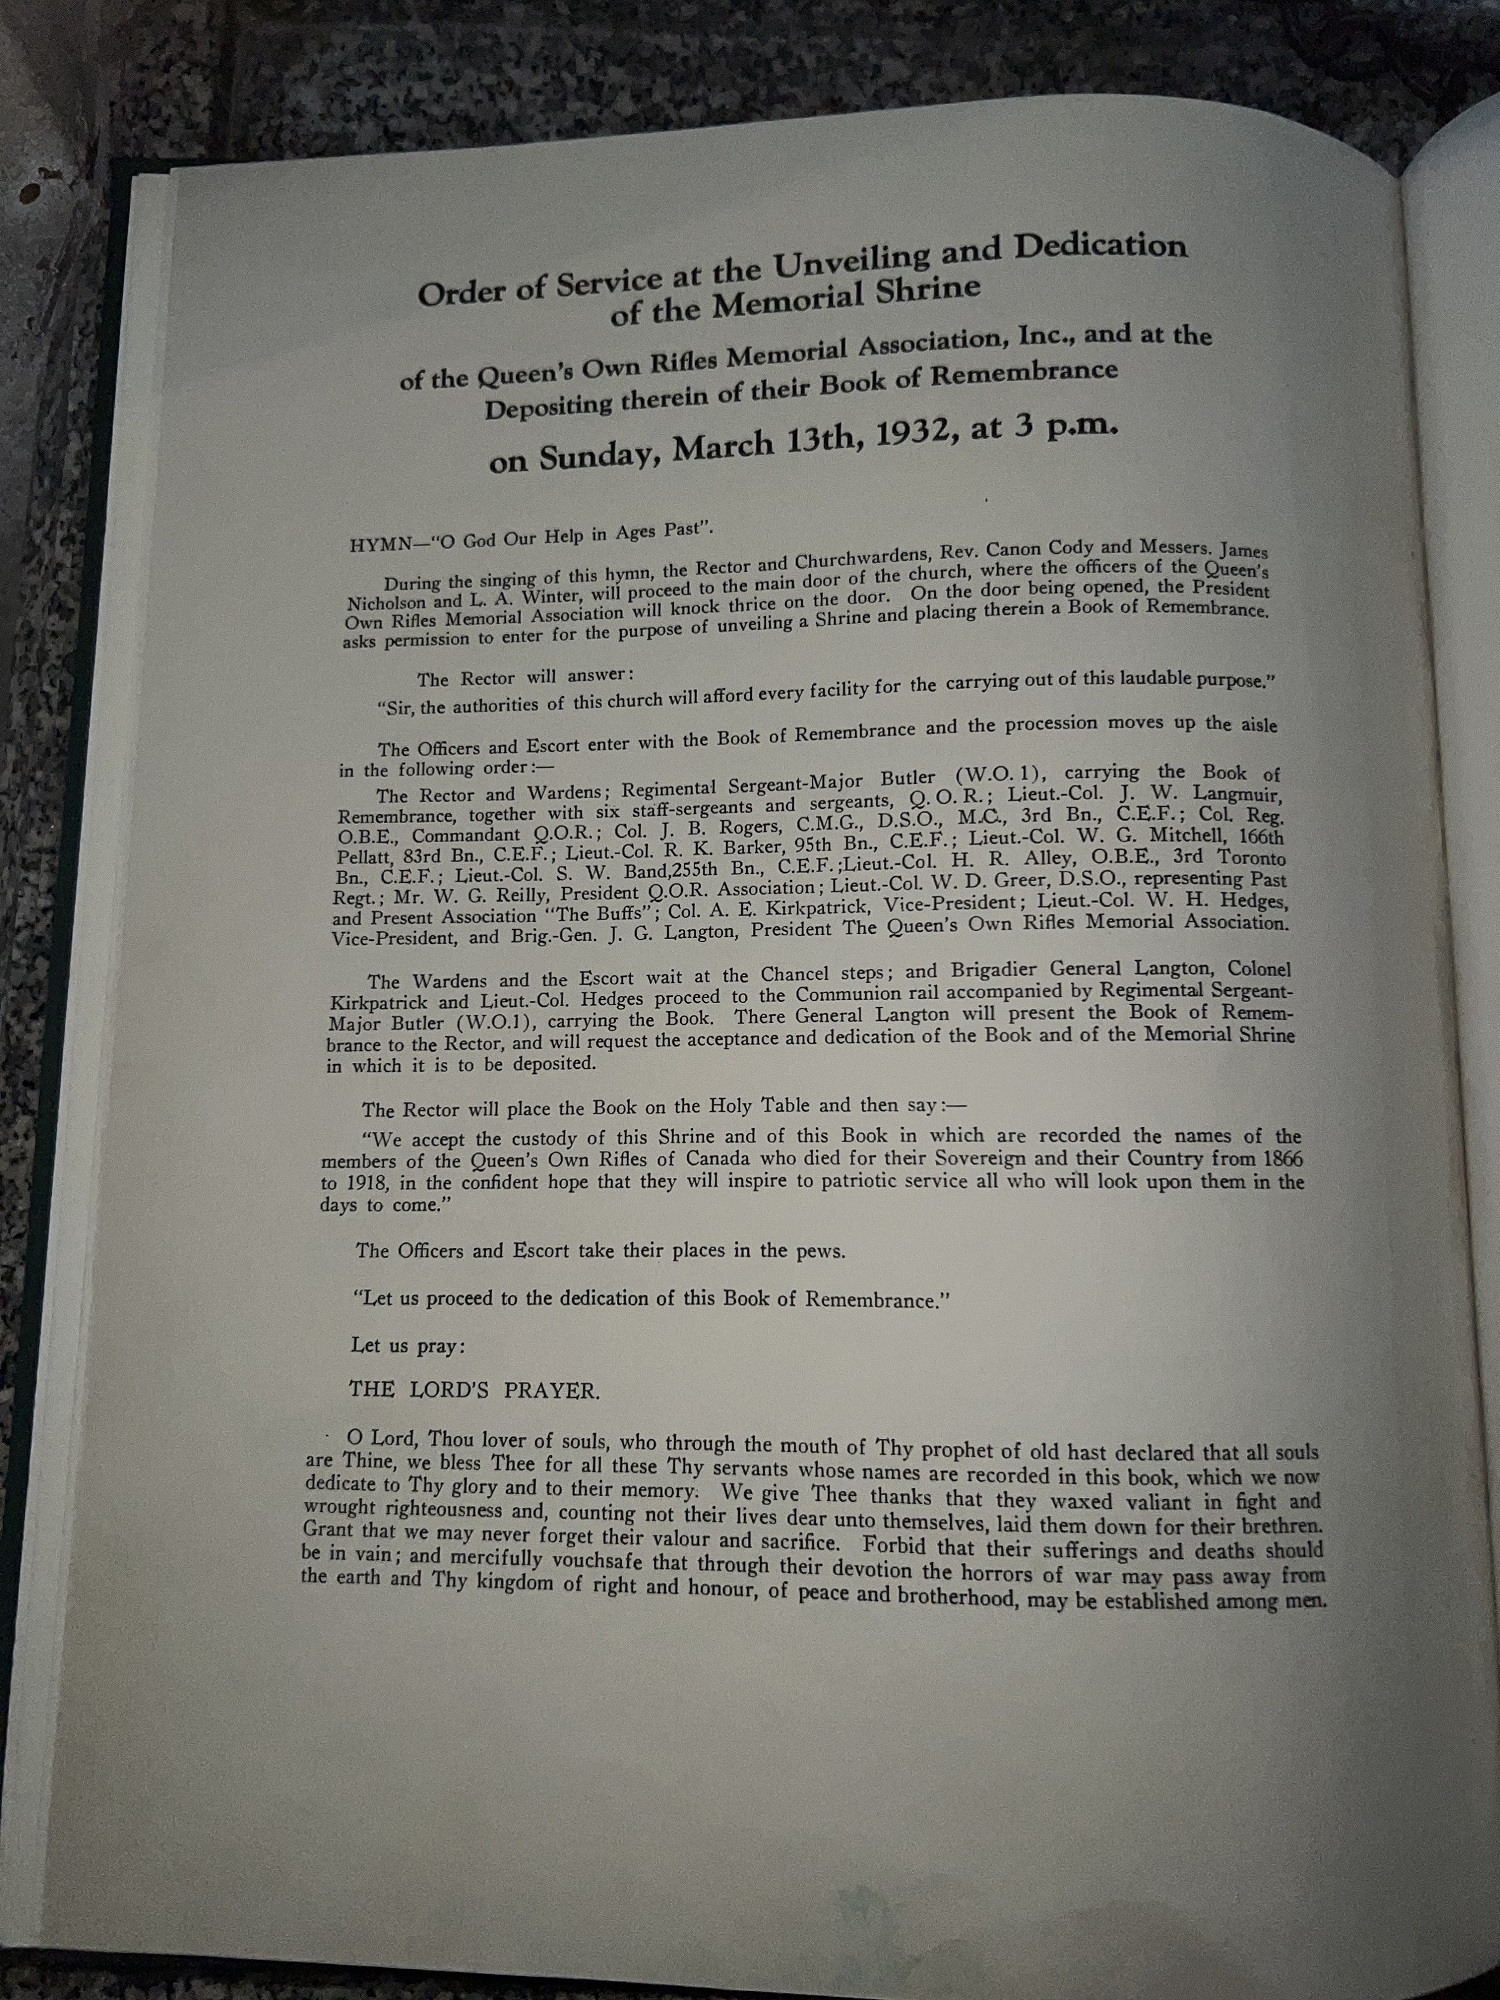 Order of Service at the Unveiling and Dedication
of the Memorial Shrine
of the Queen's Own Rifles Memorial Association, Inc., and at the
Depositing therein of their Book of Remembrance
on Sunday, March 13th, 1932, at 3 p.m.
HYMN—"O God Our Help in Ages Past".
During the singing of this hymn, the Rector and Churchwardens, Rev. Canon Cody and Messers. James
Nicholson and L. A. Winter, will proceed to the main door of the church, where the officers of the Queen's
Own Rifles Memorial Association will knock thrice on the door. On the door being opened, the President
asks permission to enter for the purpose of unveiling a Shrine and placing therein a Book of Remembrance.
The Rector will answer:
"Sir, the authorities of this church will afford every facility for the carrying out of this laudable purpose."
The Officers and Escort enter with the Book of Remembrance and the procession moves up the aisle
in the following order:—
The Rector and Wardens; Regimental Sergeant-Major Butler (W.O. 1), carrying the Book of
Remembrance, together with six staff-sergeants and sergeants, Q. O. R.; Lieut.-Col. J. W. Langmuir,
O.B.E., Commandant Q.O.R.; Col. J. B. Rogers, C.M.G., D.S.O., M.C., 3rd Bn., C.E.F.; Col. Reg.
Pellatt, 83rd Bn., C.E.F.; Lieut.-Col. R. K. Barker, 95th Bn., C.E.F.; Lieut.-Col. W. G. Mitchell, 166th
Bn., C.E.F.; Lieut.-Col. S. W. Band,255th Bn., C.E.F.;Lieut.-Col. H. R. Alley, O.B.E., 3rd Toronto
Regt.; Mr. W. G. Reilly, President Q.O.R. Association; Lieut.-Col. W. D. Greer, D.S.O., representing Past
and Present Association "The Buffs"; Col. A. E. Kirkpatrick, Vice-President; Lieut.-Col. W. H. Hedges,
Vice-President, and Brig.-Gen. J. G. Langton, President The Queen's Own Rifles Memorial Association.
The Wardens and the Escort wait at the Chancel steps; and Brigadier General Langton, Colonel
Kirkpatrick and Lieut.-Col. Hedges proceed to the Communion rail accompanied by Regimental Sergeant-
Major Butler (W.O.1), carrying the Book. There General Langton will present the Book of Remem-
brance to the Rector, and will request the acceptance and dedication of the Book and of the Memorial Shrine
in which it is to be deposited.
The Rector will place the Book on the Holy Table and then say:—
"We accept the custody of this Shrine and of this Book in which are recorded the names of the
members of the Queen's Own Rifles of Canada who died for their Sovereign and their Country from 1866
to 1918, in the confident hope that they will inspire to patriotic service all who will look upon them in the
days to come."
The Officers and Escort take their places in the pews.
"Let us proceed to the dedication of this Book of Remembrance."
Let us pray:
THE LORD'S PRAYER.
O Lord, Thou lover of souls, who through the mouth of Thy prophet of old hast declared that all souls
are Thine, we bless Thee for all these Thy servants whose names are recorded in this book, which we now
dedicate to Thy glory and to their memory. We give Thee thanks that they waxed valiant in fight and
wrought righteousness and, counting not their lives dear unto themselves, laid them down for their brethren.
Grant that we may never forget their valour and sacrifice. Forbid that their sufferings and deaths should
be in vain; and mercifully vouchsafe that through their devotion the horrors of war may pass away from
the earth and Thy kingdom of right and honour, of peace and brotherhood, may be established among men.